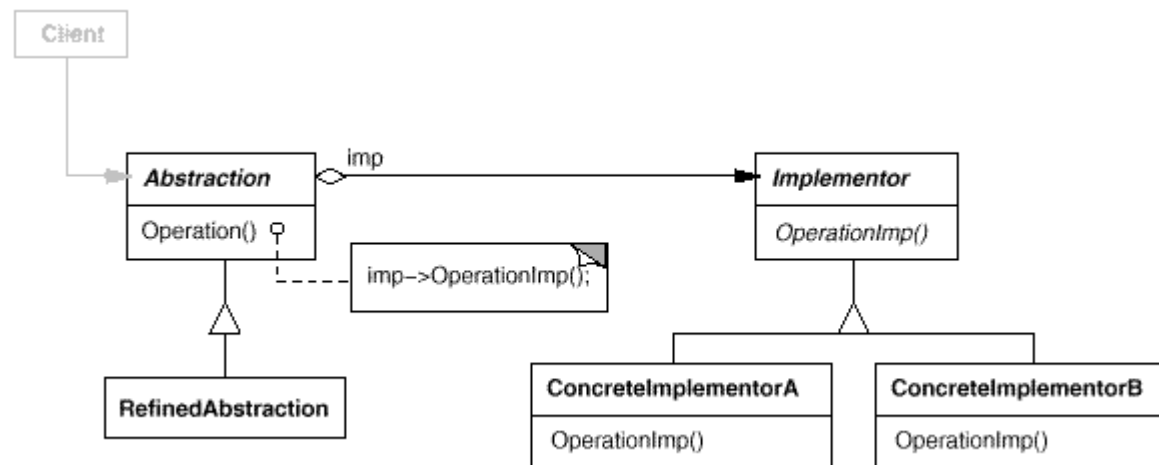 Client
imp
Abstraction
Implementor
Operation()
OperationImp()
imp->OperationImp();
RefinedAbstraction
ConcreteImplementorA
ConcreteImplementorB
OperationImp()
OperationImp()